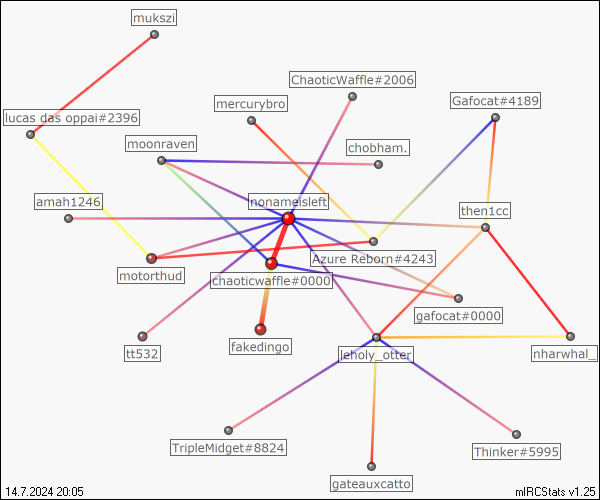 mukszi
ChaoticWaffle#2006
mercurybro
Gafocat#4189
lucas das oppai#2396
moonraven
chobham.
amah1246
nonamesleft
then1cc
Azure Reborn#4243
motorthud
chaoticwaffle#0000
gafocat#0000
fakedingo
tt532
leholy_otter
nharwhal_
TripleMidget#8824
Thinker#5995
gateauxcatto
14.7.2024 20:05
mIRCStats v1.25